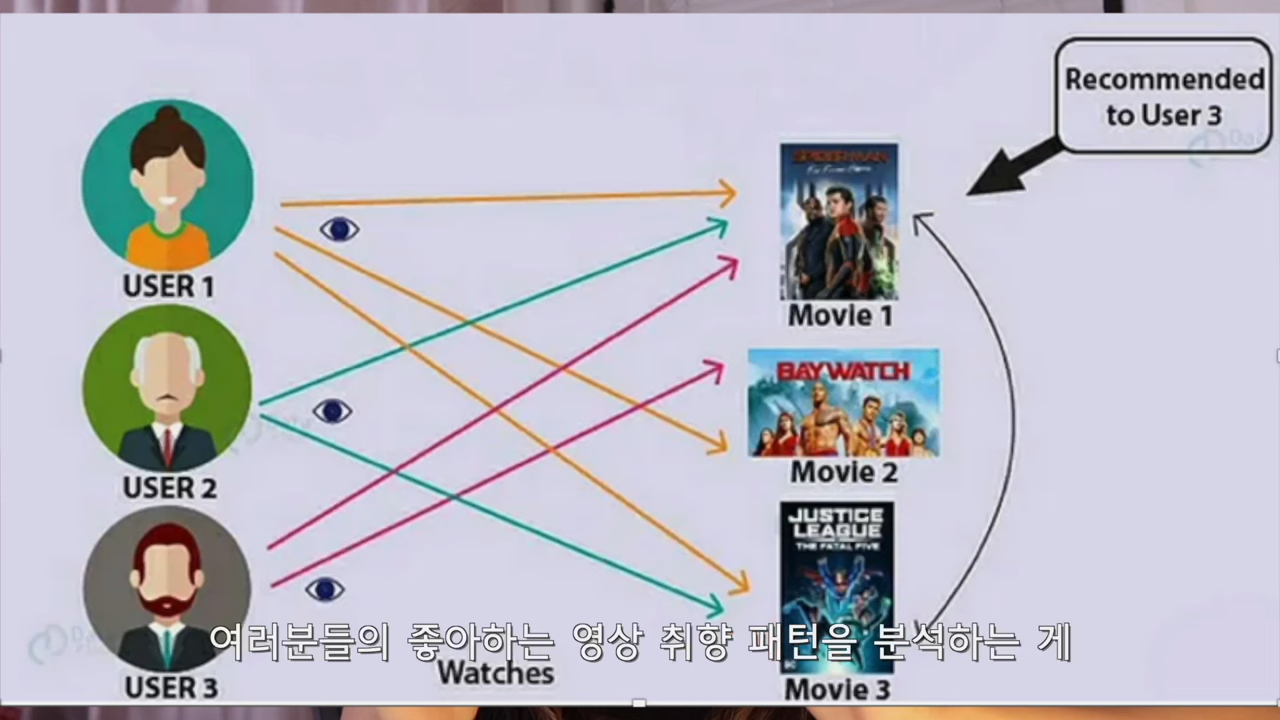 Recommended
to User 3
SPIDER-MAN
USER 1
Movie 1
BAYWATCH
USER 2
Movie 2
JUSTICE
LEAGUE
THE FATAL FIVE
여러분들의 좋아하는 영상 취향 패턴을 분석하는 게
Watches
USER 3
Movie 3